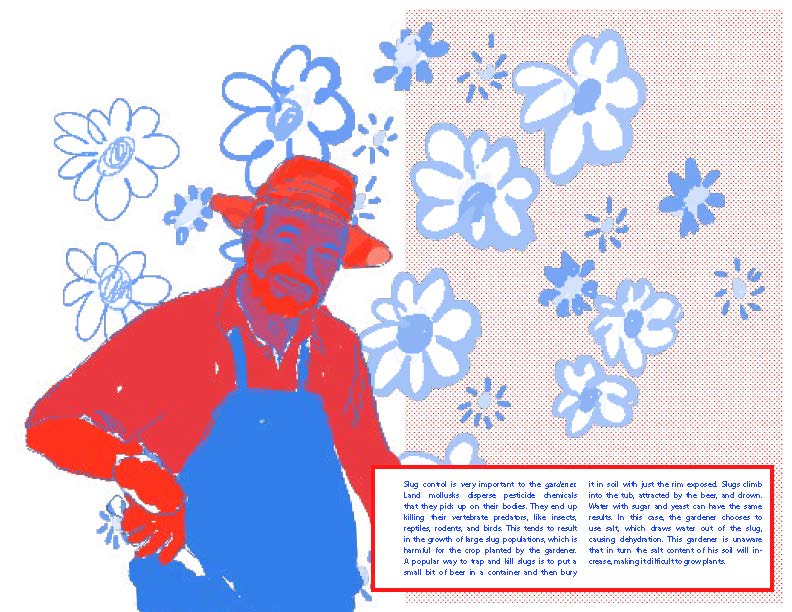 Slug control is very important to the gardener.
Land mollusks disperse pesticide chemicals
that they pick up on their bodies. They end up
killing their vertebrate predators, like insects,
reptiles, rodents, and birds. This tends to result
in the growth of large slug populations, which is
harmful for the crop planted by the gardener.
A popular way to trap and kill slugs is to put a
small bit of beer in a container and then bury
it in soil with just the rim exposed. Slugs climb
into the tub, attracted by the beer, and drown.
Water with sugar and yeast can have the same
results. In this case, the gardener chooses to
use salt, which draws water out of the slug,
causing dehydration. This gardener is unaware
that in turn the salt content of his soil will in-
crease, making it difficult to grow plants.